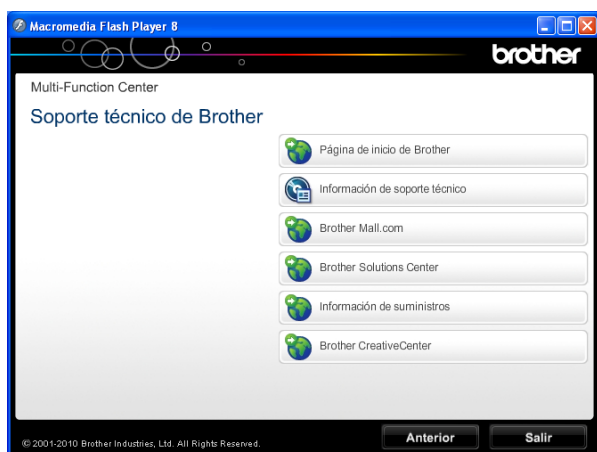 Macromedia Flash Player 8
brother
Multi-Function Center
Soporte técnico de Brother
Página de inicio de Brother
Información de soporte técnico
Brother Mall.com
Brother Solutions Center
Información de suministros
Brother CreativeCenter
© 2001-2010 Brother Industries, Ltd. All Rights Reserved.
Anterior
Salir